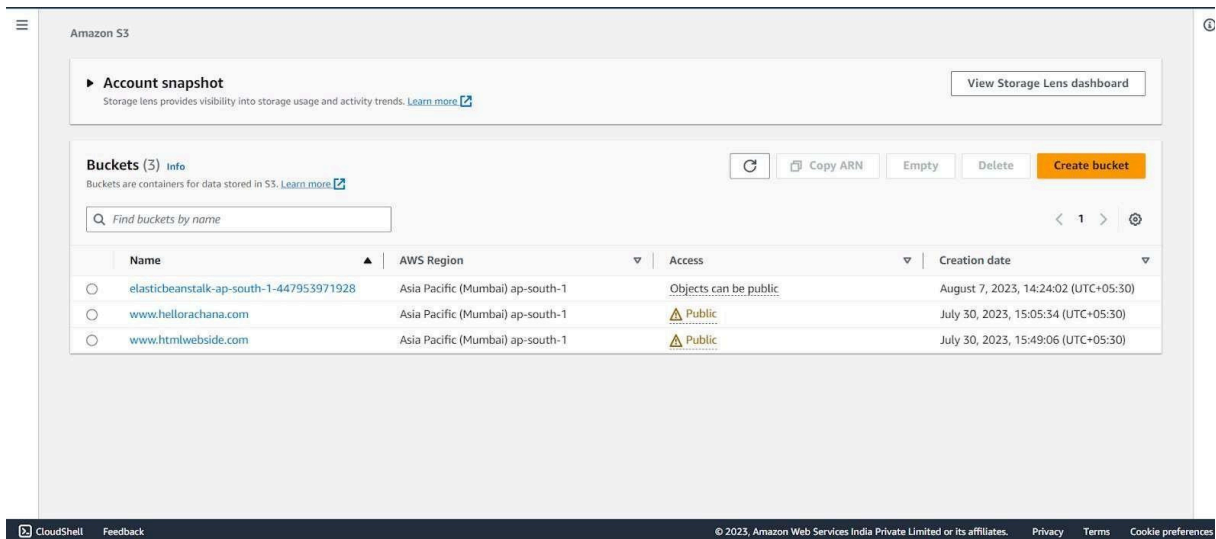 Amazon S3
Account snapshot
View Storage Lens dashboard
Storage lens provides visibility into storage usage and activity trends. Learn more
Buckets (3) Info
Copy ARN Empty Delete Create bucket
Buckets are containers for data stored in S3. Learn more
Find buckets by name
1
Name AWS Region Access Creation date
elasticbeanstalk-ap-south-1-447953971928 Asia Pacific (Mumbai) ap-south-1 Objects can be public August 7, 2023, 14:24:02 (UTC+05:30)
www.hellorachana.com Asia Pacific (Mumbai) ap-south-1 Public July 30, 2023, 15:05:34 (UTC+05:30)
www.htmlwebside.com Asia Pacific (Mumbai) ap-south-1 Public July 30, 2023, 15:49:06 (UTC+05:30)
CloudShell Feedback © 2023, Amazon Web Services India Private Limited or its affiliates. Privacy Terms Cookie preferences